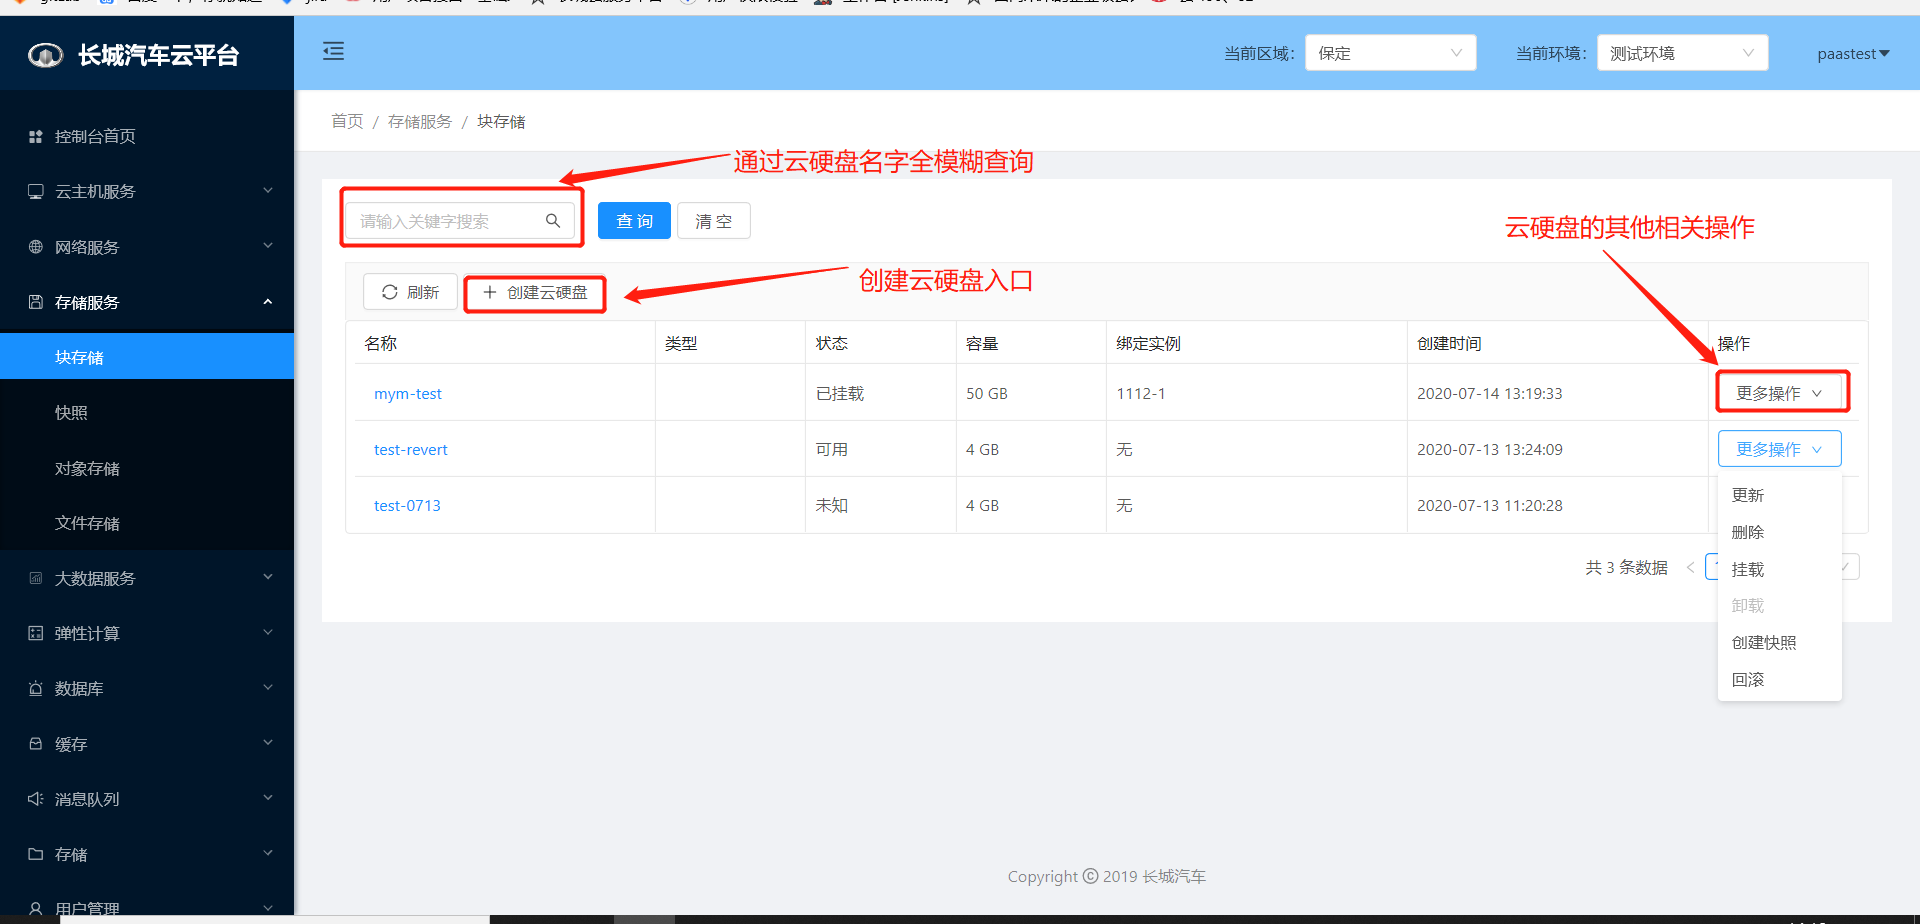 长城汽车云平台
当前区域：
保定
当前环境：
测试环境
paastest
控制台首页
云主机服务
网络服务
存储服务
块存储
快照
对象存储
文件存储
大数据服务
弹性计算
数据库
缓存
消息队列
存储
用户管理
首页 / 存储服务 / 块存储
通过云硬盘名字全模糊查询
请输入关键字搜索
查 询
清 空
云硬盘的其他相关操作
刷新
创建云硬盘
创建云硬盘入口
名称 类型 状态 容量 绑定实例 创建时间 操作
mym-test 已挂载 50 GB 1112-1 2020-07-14 13:19:33 更多操作
test-revert 可用 4 GB 无 2020-07-13 13:24:09 更多操作
test-0713 未知 4 GB 无 2020-07-13 11:20:28
更新
删除
挂载
卸载
创建快照
回滚
共 3 条数据
Copyright © 2019 长城汽车